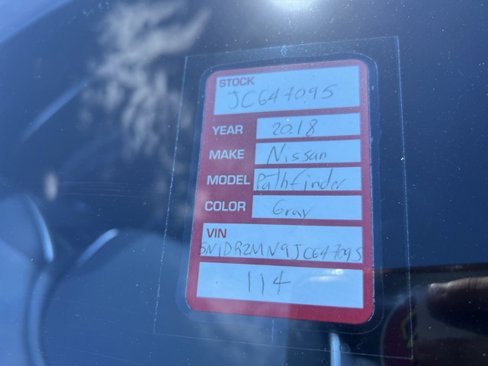 STOCK
JC647095
YEAR 2018
MAKE Nissan
MODEL Pathfinder
COLOR Gray
VIN
5N1DR2MN9JC647095
114